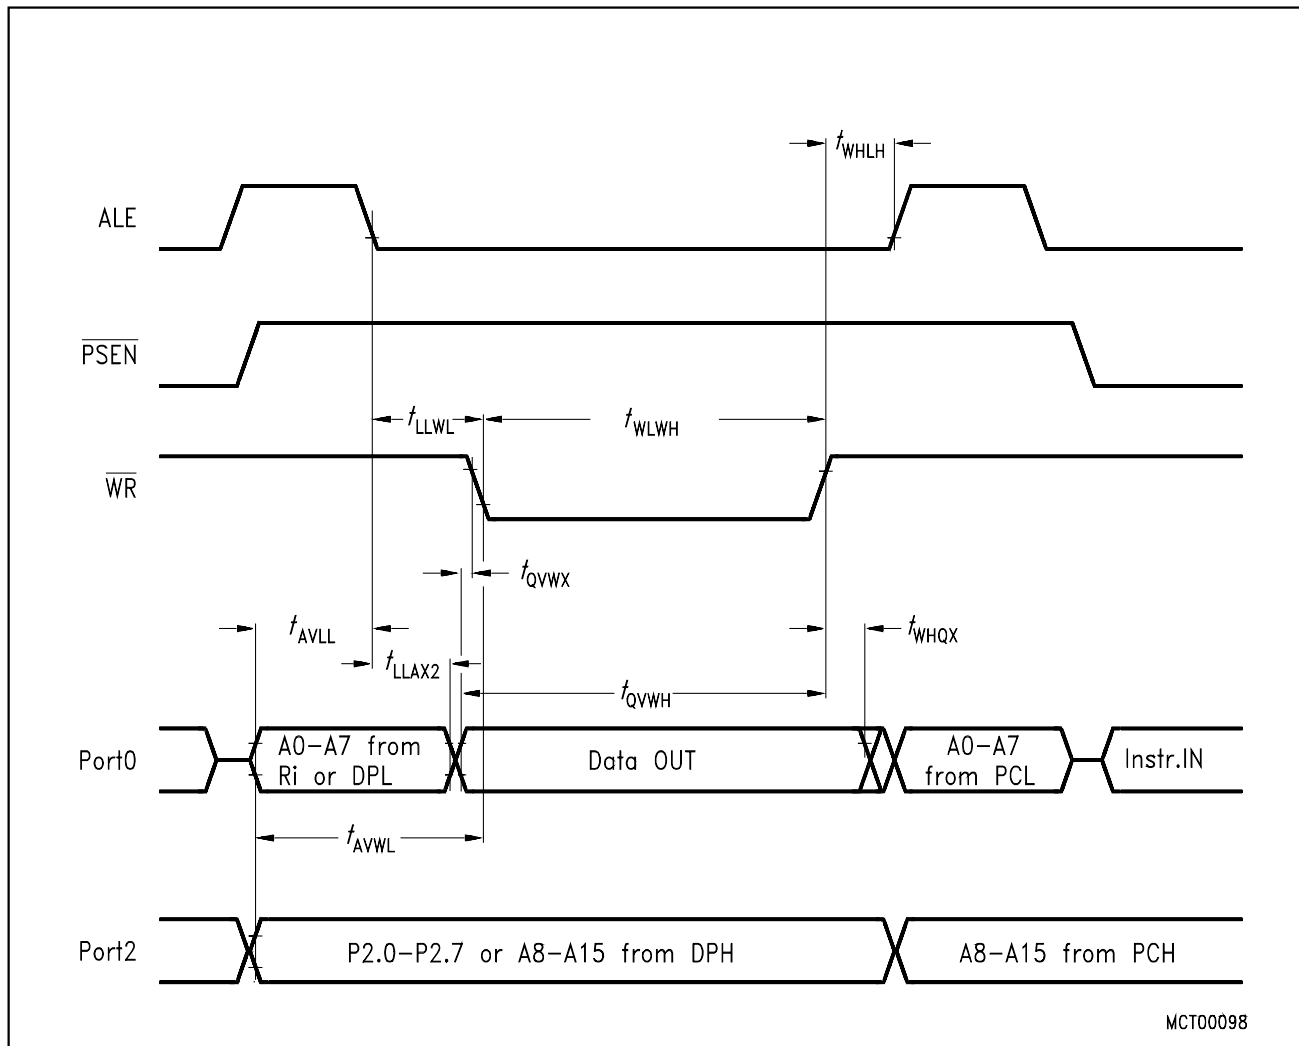 tWHLH
ALE
PSEN
tLLWL
tWLWH
WR
tQVWX
tAVLL
tWHQX
tLLAX2
tQVWH
Port0
A0-A7 from
Ri or DPL
Data OUT
A0-A7
from PCL
Instr.IN
tAVWL
Port2
P2.0-P2.7 or A8-A15 from DPH
A8-A15 from PCH
MCT00098